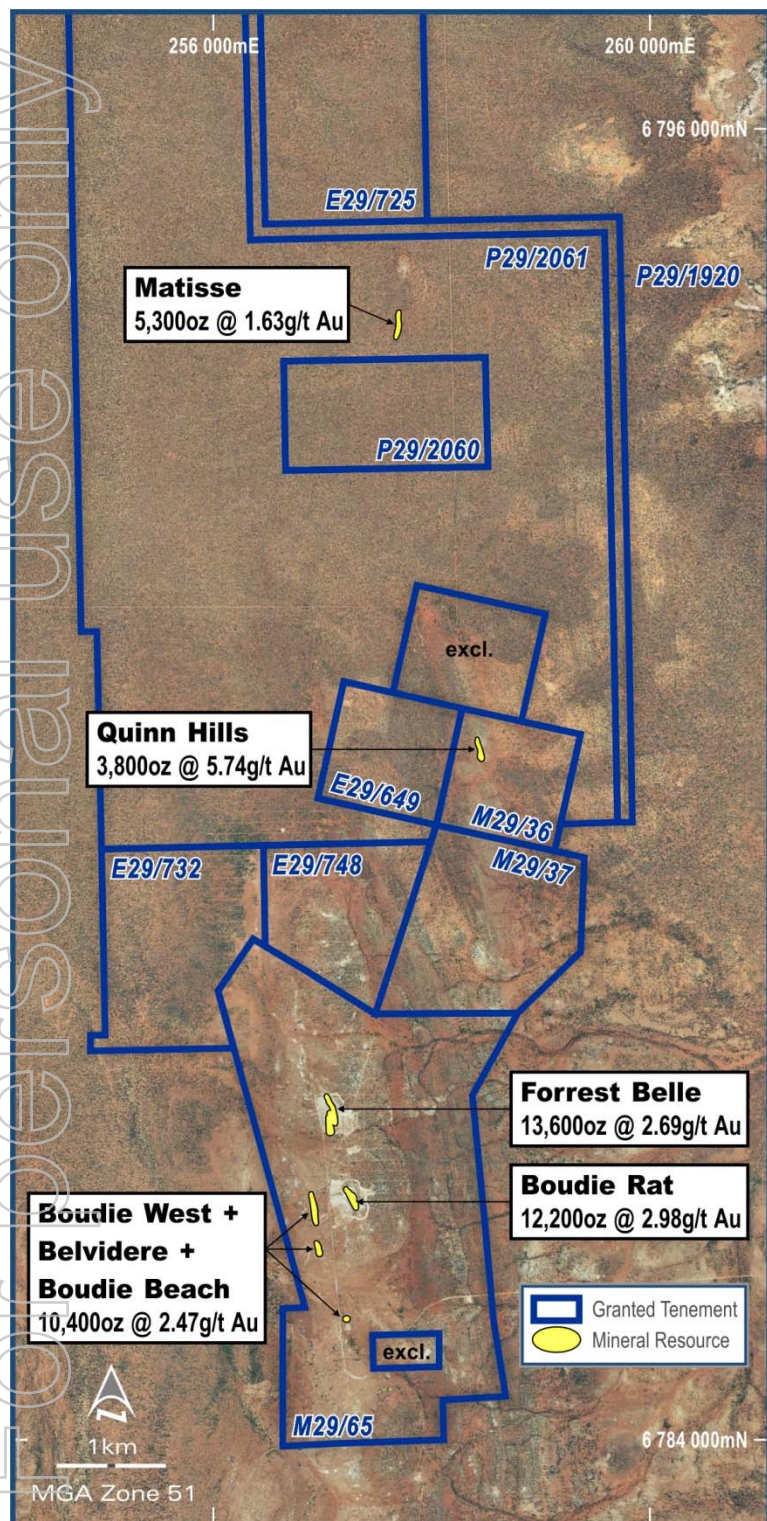 For personal use only
256 000mE
260 000mE
6 796 000mN
E29/725
P29/2061
P29/1920
Matisse
5,300oz @ 1.63g/t Au
P29/2060
excl.
Quinn Hills
3,800oz @ 5.74g/t Au
E29/649
M29/36
E29/732
E29/748
M29/37
Forrest Belle
13,600oz @ 2.69g/t Au
Boudie Rat
12,200oz @ 2.98g/t Au
Boudie West +
Belvidere +
Boudie Beach
10,400oz @ 2.47g/t Au
Granted Tenement
Mineral Resource
excl.
N
1km
M29/65
6 784 000mN
MGA Zone 51